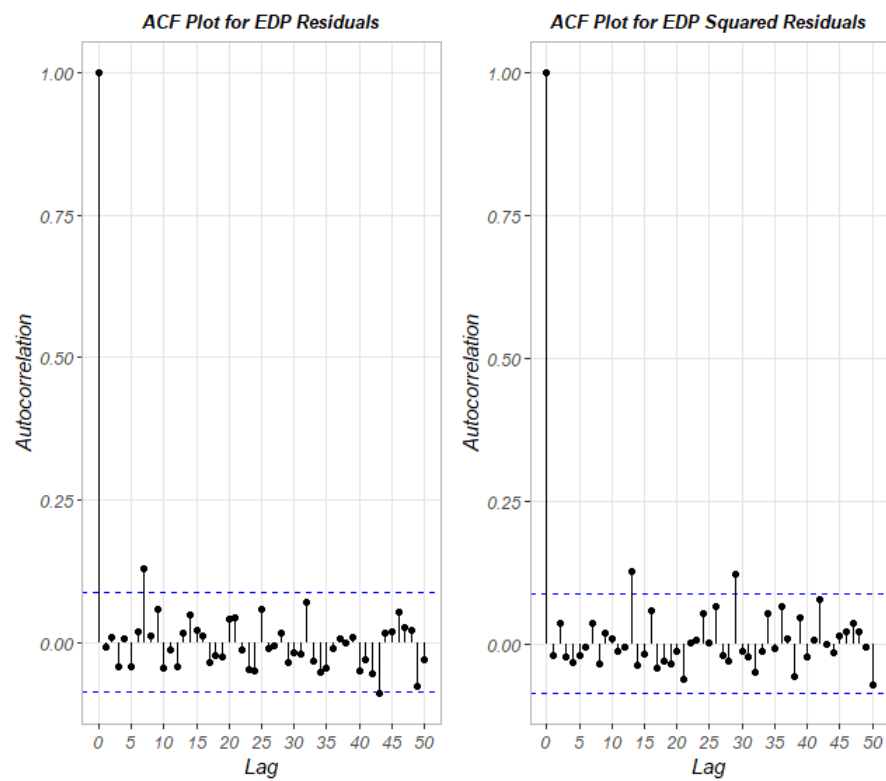 ACF Plot for EDP Residuals
1.00
0.75
0.50
0.25
0.00
Autocorrelation
0 5 10 15 20 25 30 35 40 45 50
Lag
ACF Plot for EDP Squared Residuals
1.00
0.75
0.50
0.25
0.00
Autocorrelation
0 5 10 15 20 25 30 35 40 45 50
Lag